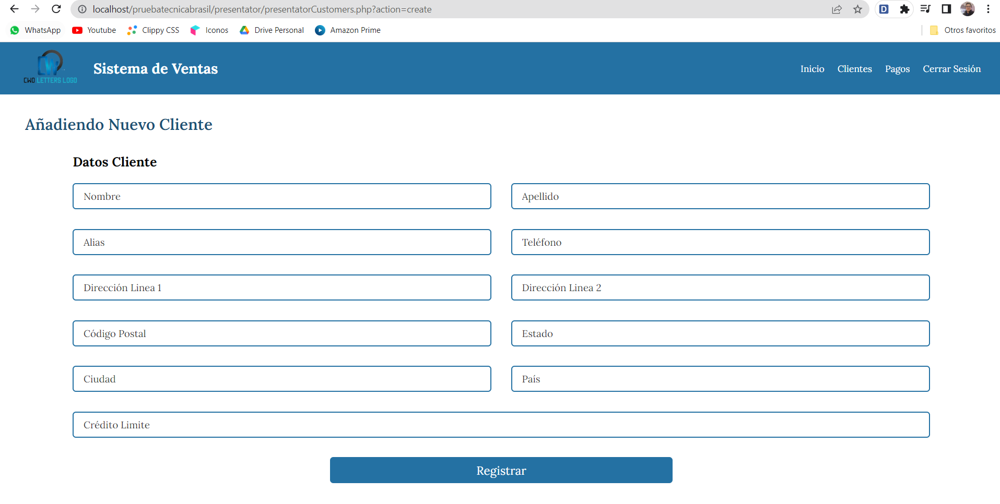 localhost/pruebatecnicabrasil/presentator/presentatorCustomers.php?action=create
D
WhatsApp Youtube Clippy CSS Iconos Drive Personal Amazon Prime Otros favoritos
CWO LETTERS LOGO
Sistema de Ventas
Inicio Clientes Pagos Cerrar Sesión
Añadiendo Nuevo Cliente
Datos Cliente
Nombre Apellido
Alias Teléfono
Dirección Linea 1 Dirección Linea 2
Código Postal Estado
Ciudad País
Crédito Limite
Registrar